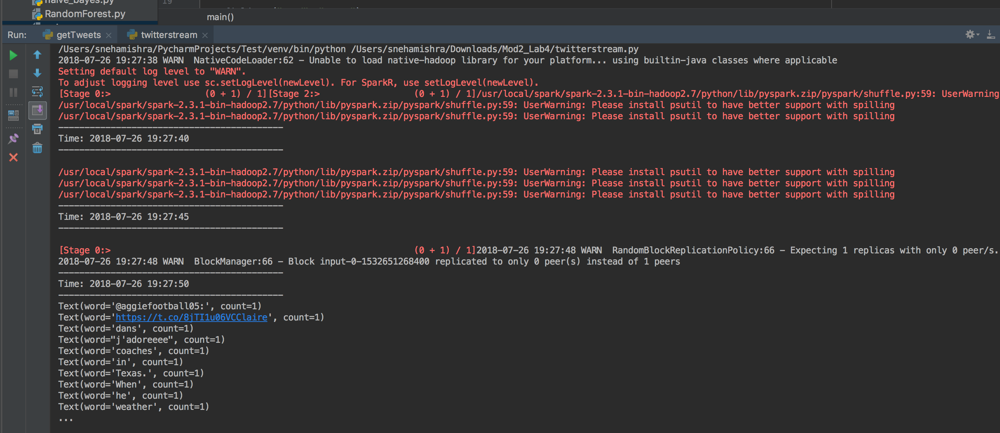 naive_bayes.py
19
RandomForest.py
main()
Run: getTweets twitterstream
/Users/snehamishra/PycharmProjects/Test/venv/bin/python /Users/snehamishra/Downloads/Mod2_Lab4/twitterstream.py
2018-07-26 19:27:38 WARN  NativeCodeLoader:62 - Unable to load native-hadoop library for your platform... using builtin-java classes where applicable
Setting default log level to "WARN".
To adjust logging level use sc.setLogLevel(newLevel). For SparkR, use setLogLevel(newLevel).
[Stage 0:>                  (0 + 1) / 1][Stage 2:>                  (0 + 1) / 1]/usr/local/spark/spark-2.3.1-bin-hadoop2.7/python/lib/pyspark.zip/pyspark/shuffle.py:59: UserWarning
/usr/local/spark/spark-2.3.1-bin-hadoop2.7/python/lib/pyspark.zip/pyspark/shuffle.py:59: UserWarning: Please install psutil to have better support with spilling
/usr/local/spark/spark-2.3.1-bin-hadoop2.7/python/lib/pyspark.zip/pyspark/shuffle.py:59: UserWarning: Please install psutil to have better support with spilling
-------------------------------------------
Time: 2018-07-26 19:27:40
-------------------------------------------
/usr/local/spark/spark-2.3.1-bin-hadoop2.7/python/lib/pyspark.zip/pyspark/shuffle.py:59: UserWarning: Please install psutil to have better support with spilling
/usr/local/spark/spark-2.3.1-bin-hadoop2.7/python/lib/pyspark.zip/pyspark/shuffle.py:59: UserWarning: Please install psutil to have better support with spilling
/usr/local/spark/spark-2.3.1-bin-hadoop2.7/python/lib/pyspark.zip/pyspark/shuffle.py:59: UserWarning: Please install psutil to have better support with spilling
-------------------------------------------
Time: 2018-07-26 19:27:45
-------------------------------------------
[Stage 0:>                                                          (0 + 1) / 1]2018-07-26 19:27:48 WARN  RandomBlockReplicationPolicy:66 - Expecting 1 replicas with only 0 peer/s.
2018-07-26 19:27:48 WARN  BlockManager:66 - Block input-0-1532651268400 replicated to only 0 peer(s) instead of 1 peers
-------------------------------------------
Time: 2018-07-26 19:27:50
-------------------------------------------
Text(word='@aggiefootball05:', count=1)
Text(word='https://t.co/8jTI1u06VCClaire', count=1)
Text(word='dans', count=1)
Text(word="j'adoreeee", count=1)
Text(word='coaches', count=1)
Text(word='in', count=1)
Text(word='Texas.', count=1)
Text(word='When', count=1)
Text(word='he', count=1)
Text(word='weather', count=1)
...